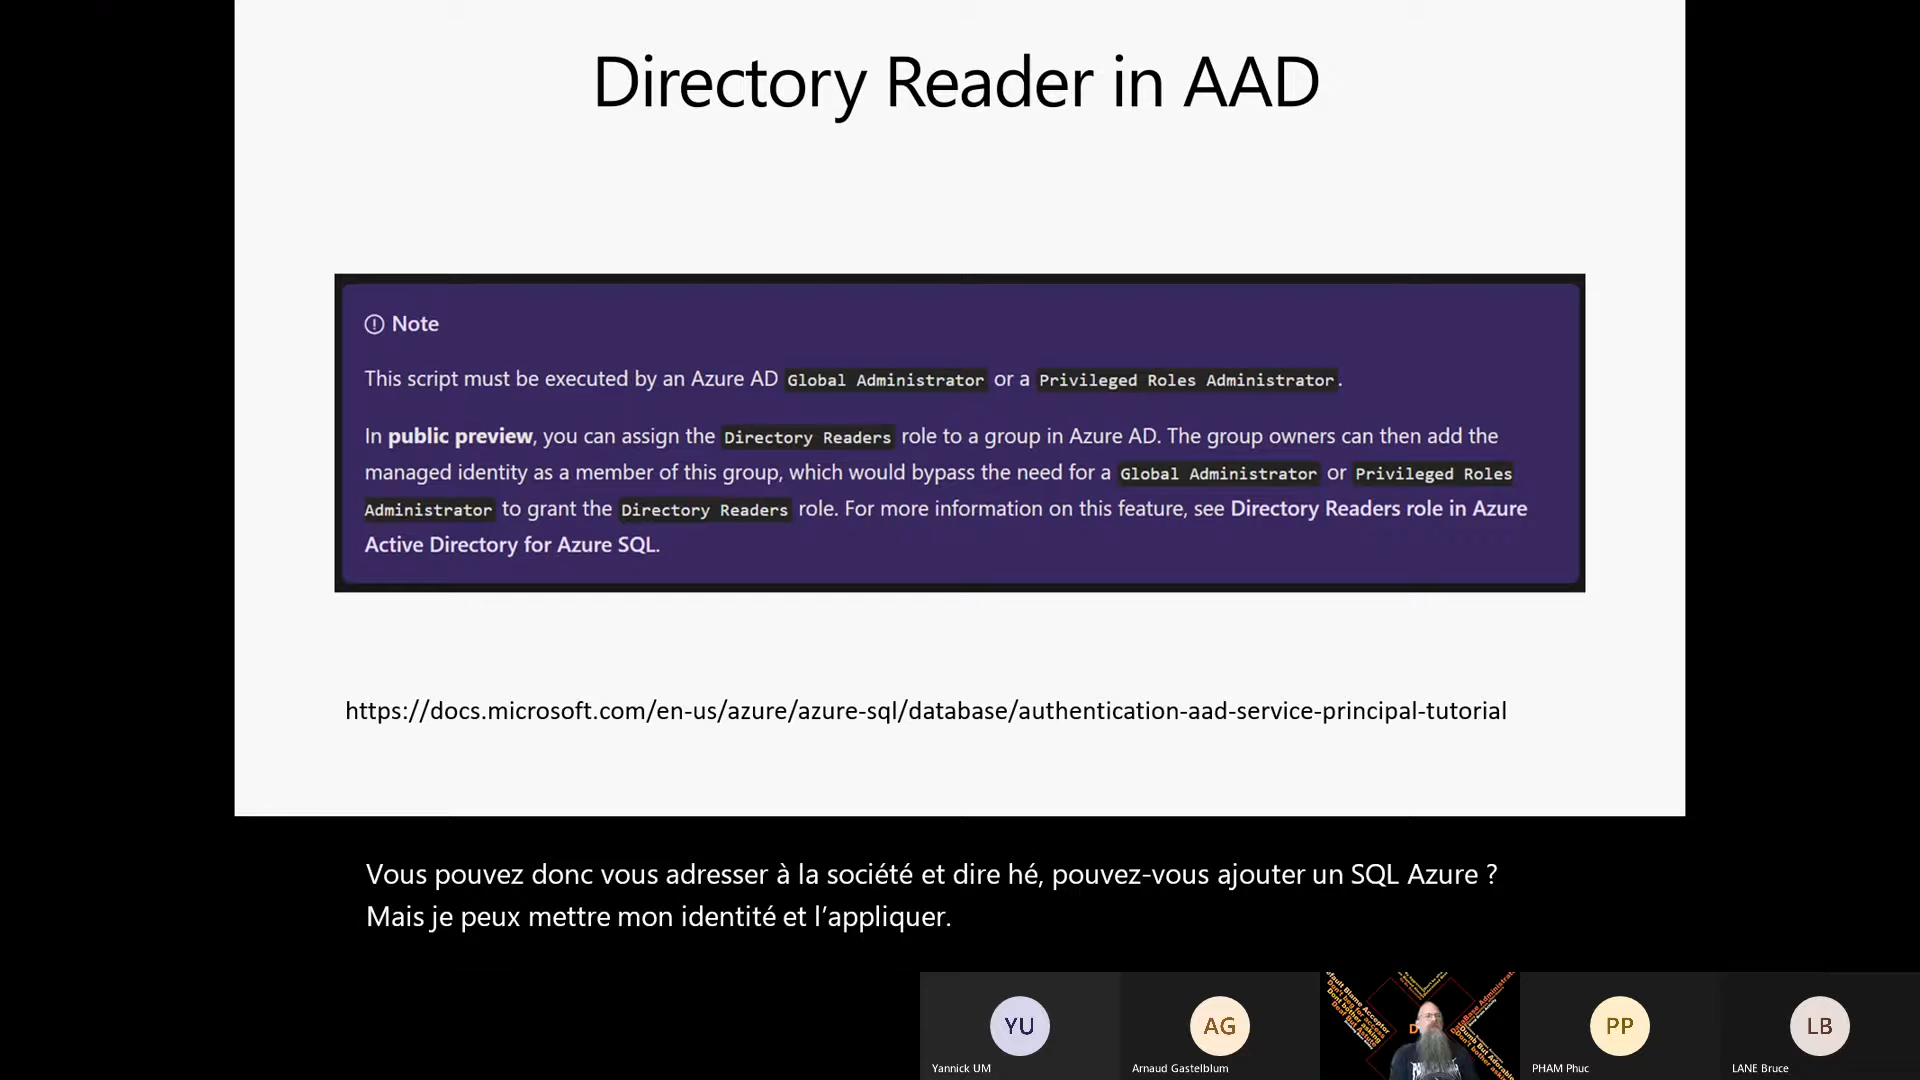 Directory Reader in AAD
Note
This script must be executed by an Azure AD Global Administrator or a Privileged Roles Administrator.
In public preview, you can assign the Directory Readers role to a group in Azure AD. The group owners can then add the
managed identity as a member of this group, which would bypass the need for a Global Administrator or Privileged Roles
Administrator to grant the Directory Readers role. For more information on this feature, see Directory Readers role in Azure
Active Directory for Azure SQL.
https://docs.microsoft.com/en-us/azure/azure-sql/database/authentication-aad-service-principal-tutorial
Vous pouvez donc vous adresser à la société et dire hé, pouvez-vous ajouter un SQL Azure ?
Mais je peux mettre mon identité et l’appliquer.
YU
AG
PP
LB
Yannick UM
Arnaud Gastelblum
PHAM Phuc
LANE Bruce